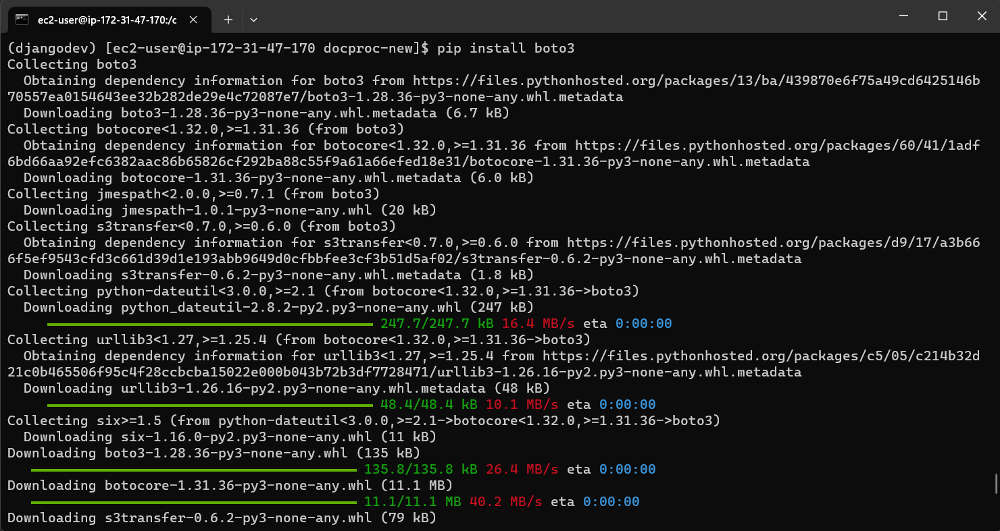 ec2-user@ip-172-31-47-170:/c
(djangodev) [ec2-user@ip-172-31-47-170 docproc-new]$ pip install boto3
Collecting boto3
  Obtaining dependency information for boto3 from https://files.pythonhosted.org/packages/13/ba/439870e6f75a49cd6425146b
70557ea0154643ee32b282de29e4c72087e7/boto3-1.28.36-py3-none-any.whl.metadata
  Downloading boto3-1.28.36-py3-none-any.whl.metadata (6.7 kB)
Collecting botocore<1.32.0,>=1.31.36 (from boto3)
  Obtaining dependency information for botocore<1.32.0,>=1.31.36 from https://files.pythonhosted.org/packages/60/41/1adf
6bd66aa92efc6382aac86b65826cf292ba88c55f9a61a66efed18e31/botocore-1.31.36-py3-none-any.whl.metadata
  Downloading botocore-1.31.36-py3-none-any.whl.metadata (6.0 kB)
Collecting jmespath<2.0.0,>=0.7.1 (from boto3)
  Downloading jmespath-1.0.1-py3-none-any.whl (20 kB)
Collecting s3transfer<0.7.0,>=0.6.0 (from boto3)
  Obtaining dependency information for s3transfer<0.7.0,>=0.6.0 from https://files.pythonhosted.org/packages/d9/17/a3b66
6f5ef9543cfd3c661d39d1e193abb9649d0cfbbfee3cf3b51d5af02/s3transfer-0.6.2-py3-none-any.whl.metadata
  Downloading s3transfer-0.6.2-py3-none-any.whl.metadata (1.8 kB)
Collecting python-dateutil<3.0.0,>=2.1 (from botocore<1.32.0,>=1.31.36->boto3)
  Downloading python_dateutil-2.8.2-py2.py3-none-any.whl (247 kB)
247.7/247.7 kB 16.4 MB/s eta 0:00:00
Collecting urllib3<1.27,>=1.25.4 (from botocore<1.32.0,>=1.31.36->boto3)
  Obtaining dependency information for urllib3<1.27,>=1.25.4 from https://files.pythonhosted.org/packages/c5/05/c214b32d
21c0b465506f95c4f28ccbcba15022e000b043b72b3df7728471/urllib3-1.26.16-py2.py3-none-any.whl.metadata
  Downloading urllib3-1.26.16-py2.py3-none-any.whl.metadata (48 kB)
48.4/48.4 kB 10.1 MB/s eta 0:00:00
Collecting six>=1.5 (from python-dateutil<3.0.0,>=2.1->botocore<1.32.0,>=1.31.36->boto3)
  Downloading six-1.16.0-py2.py3-none-any.whl (11 kB)
Downloading boto3-1.28.36-py3-none-any.whl (135 kB)
135.8/135.8 kB 26.4 MB/s eta 0:00:00
Downloading botocore-1.31.36-py3-none-any.whl (11.1 MB)
11.1/11.1 MB 40.2 MB/s eta 0:00:00
Downloading s3transfer-0.6.2-py3-none-any.whl (79 kB)